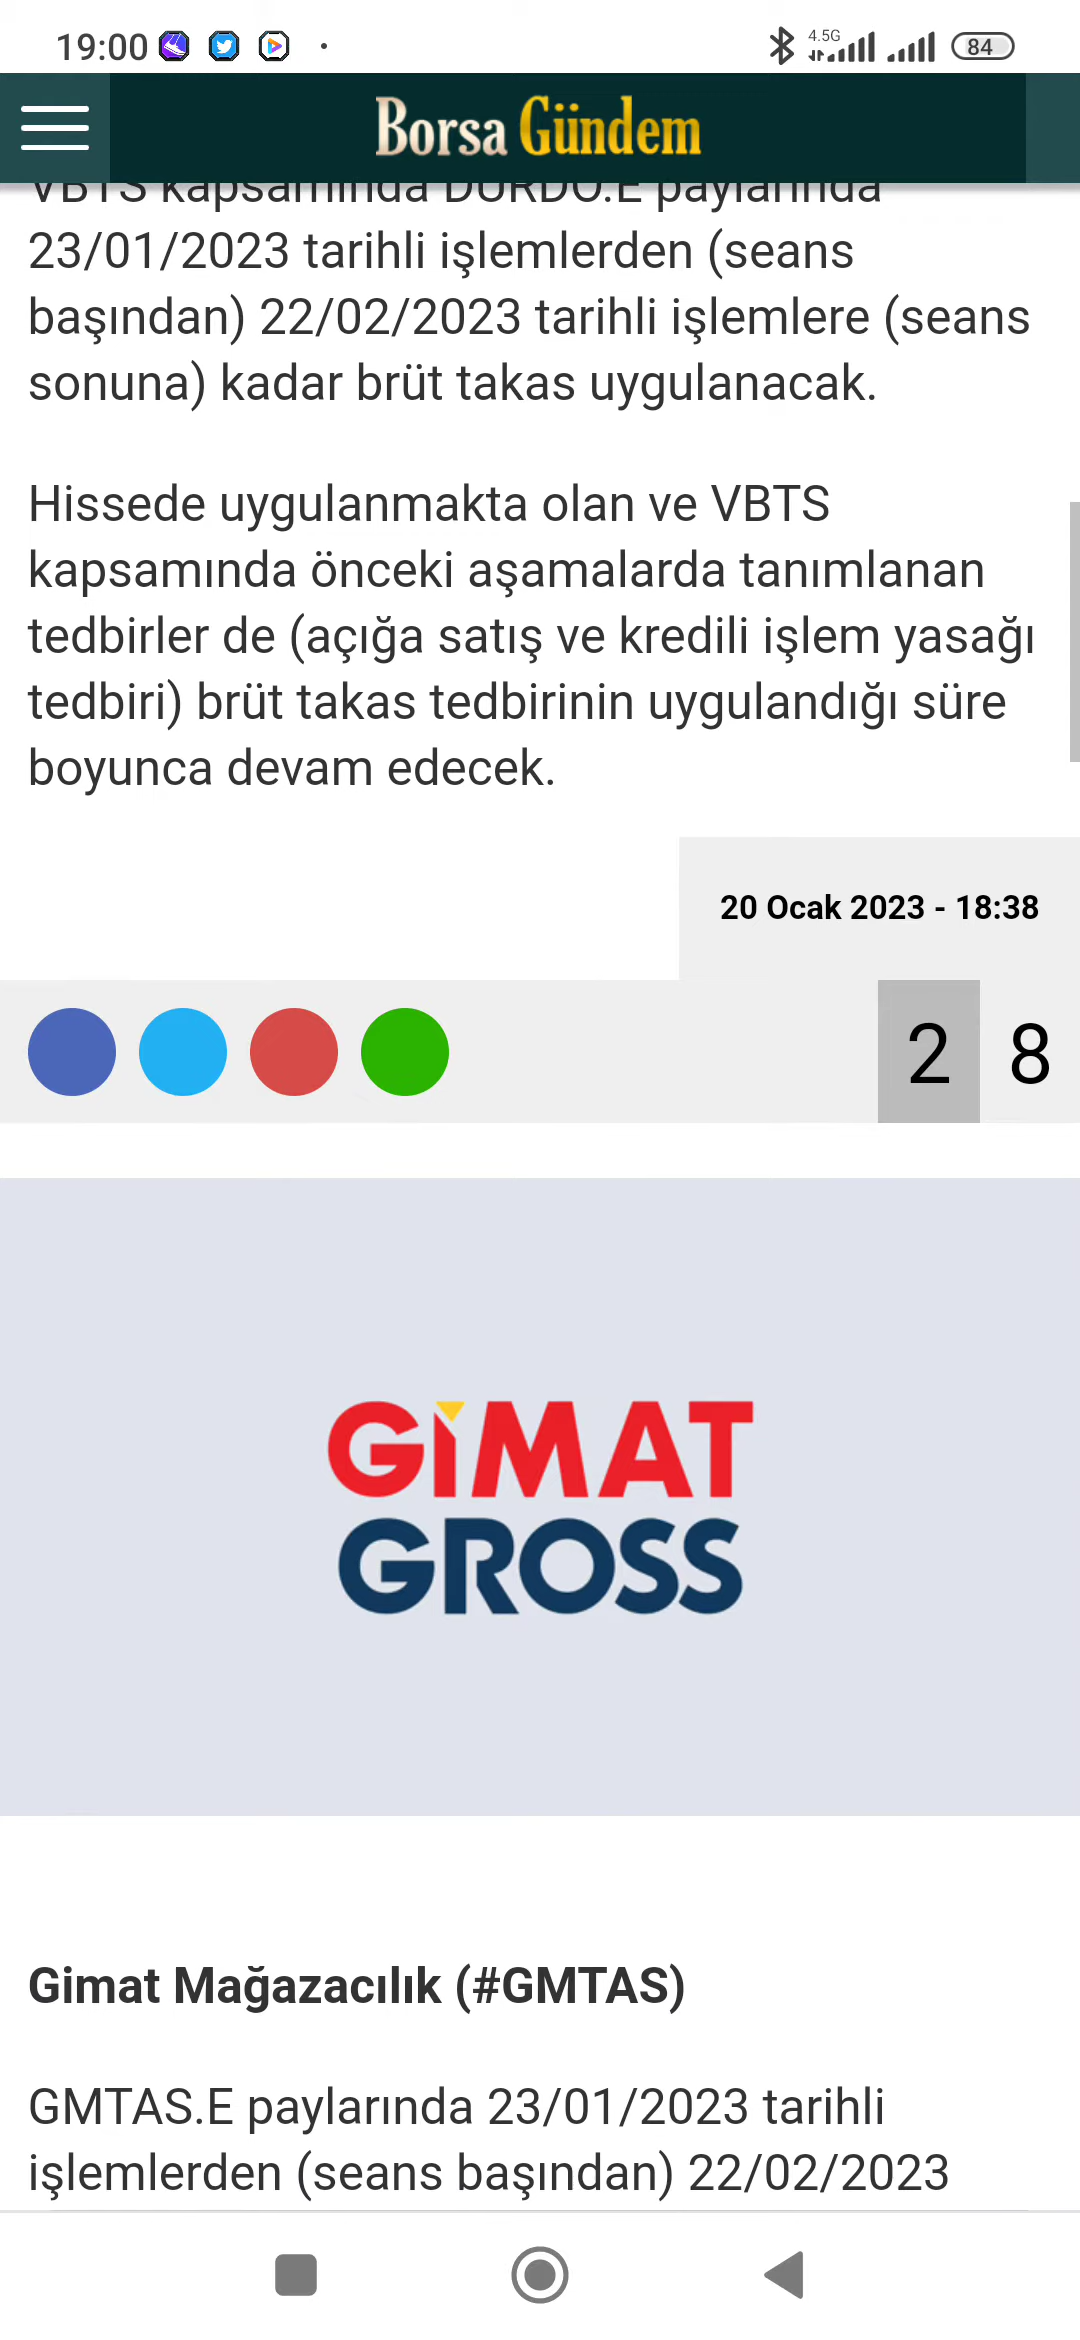 19:00
4.5G
84
Borsa Gündem
VBTS kapsamında DURDO.E paylarında
23/01/2023 tarihli işlemlerden (seans
başından) 22/02/2023 tarihli işlemlere (seans
sonuna) kadar brüt takas uygulanacak.
Hissede uygulanmakta olan ve VBTS
kapsamında önceki aşamalarda tanımlanan
tedbirler de (açığa satış ve kredili işlem yasağı
tedbiri) brüt takas tedbirinin uygulandığı süre
boyunca devam edecek.
20 Ocak 2023 - 18:38
2 8
GİMAT
GROSS
Gimat Mağazacılık (#GMTAS)
GMTAS.E paylarında 23/01/2023 tarihli
işlemlerden (seans başından) 22/02/2023